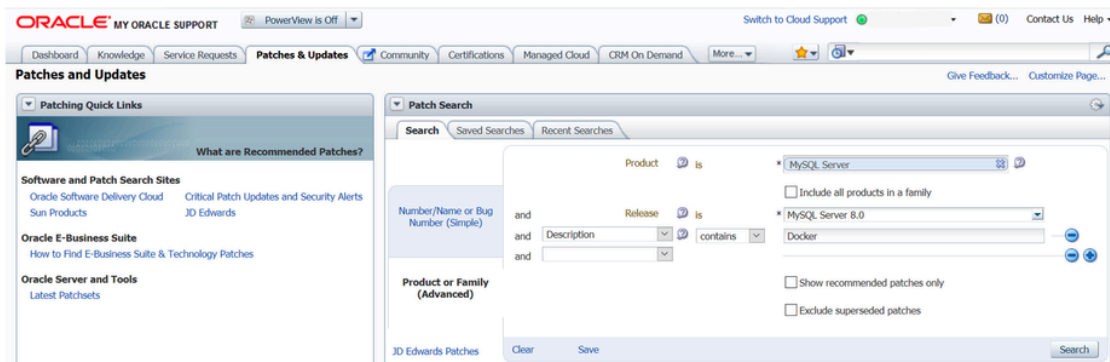 ORACLE MY ORACLE SUPPORT PowerView is Off Switch to Cloud Support (0) Contact Us Help
Dashboard Knowledge Service Requests Patches & Updates Community Certifications Managed Cloud CRM On Demand More...
Patches and Updates Give Feedback... Customize Page...
Patching Quick Links
What are Recommended Patches?
Software and Patch Search Sites
Oracle Software Delivery Cloud Critical Patch Updates and Security Alerts
Sun Products JD Edwards
Oracle E-Business Suite
How to Find E-Business Suite & Technology Patches
Oracle Server and Tools
Latest Patchsets
Patch Search
Search Saved Searches Recent Searches
Number/Name or Bug
Number (Simple)
Product or Family
(Advanced)
JD Edwards Patches
Product is * MySQL Server
Include all products in a family
and Release is * MySQL Server 8.0
and Description contains Docker
and
Show recommended patches only
Exclude superseded patches
Clear Save Search